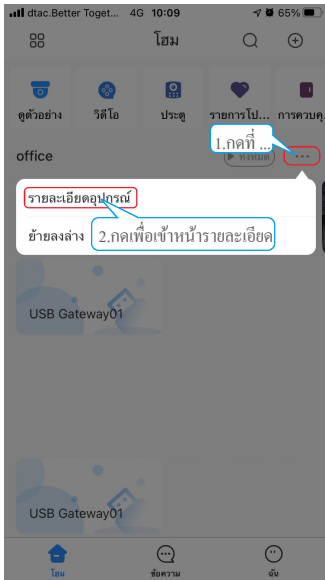 dtac.Better Toget... 4G 10:09 65%
โฮม
ดูตัวอย่าง วิดีโอ ประตู รายการโป... การควบคุ
1.กดที่ ...
office ทั้งหมด ...
รายละเอียดอุปกรณ์
ย้ายลงล่าง 2.กดเพื่อเข้าหน้ารายละเอียด
USB Gateway01
USB Gateway01
โฮม ข้อความ ฉัน